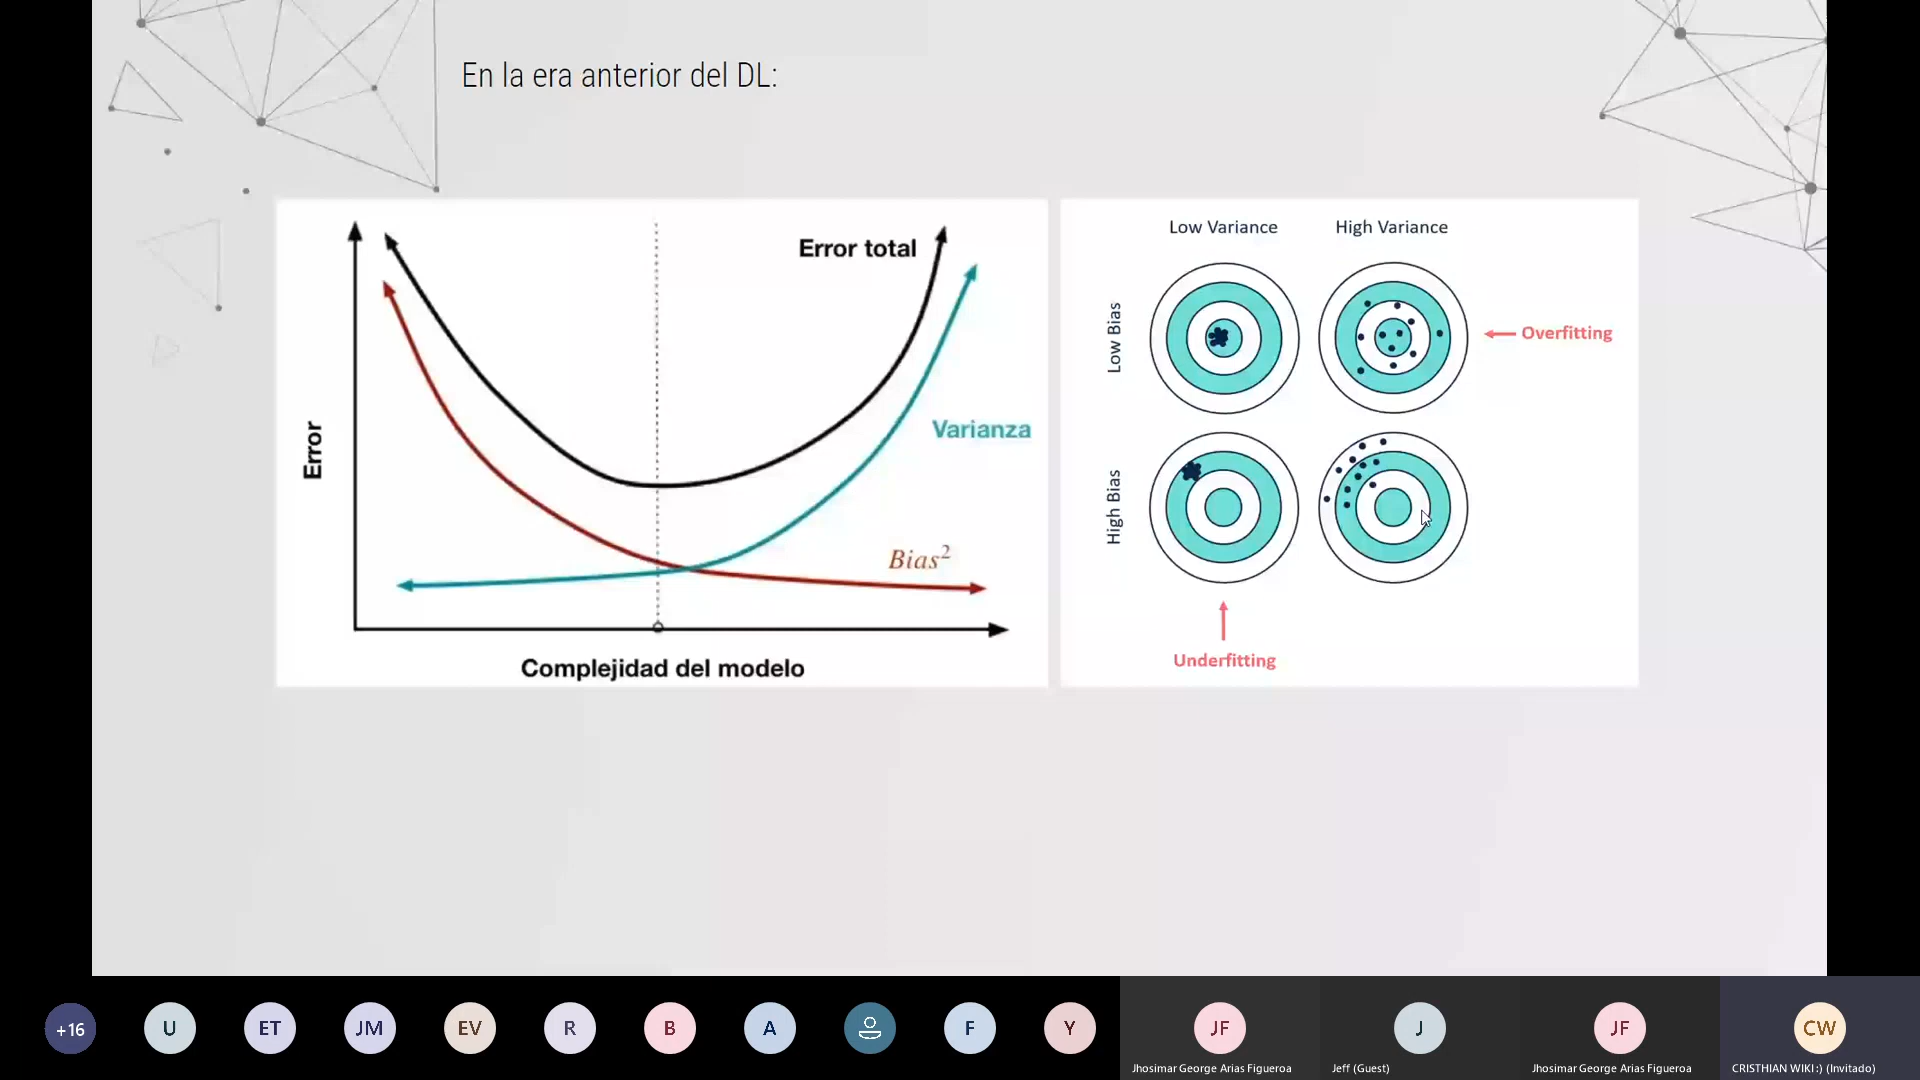 En la era anterior del DL:
Error total
Varianza
Bias²
Error
Complejidad del modelo
Low Variance
High Variance
Low Bias
High Bias
Overfitting
Underfitting
+16
U
ET
JM
EV
R
B
A
F
Y
JF
Jhosimar George Arias Figueroa
J
Jeff (Guest)
JF
Jhosimar George Arias Figueroa
CW
CRISTHIAN WIKI :) (Invitado)